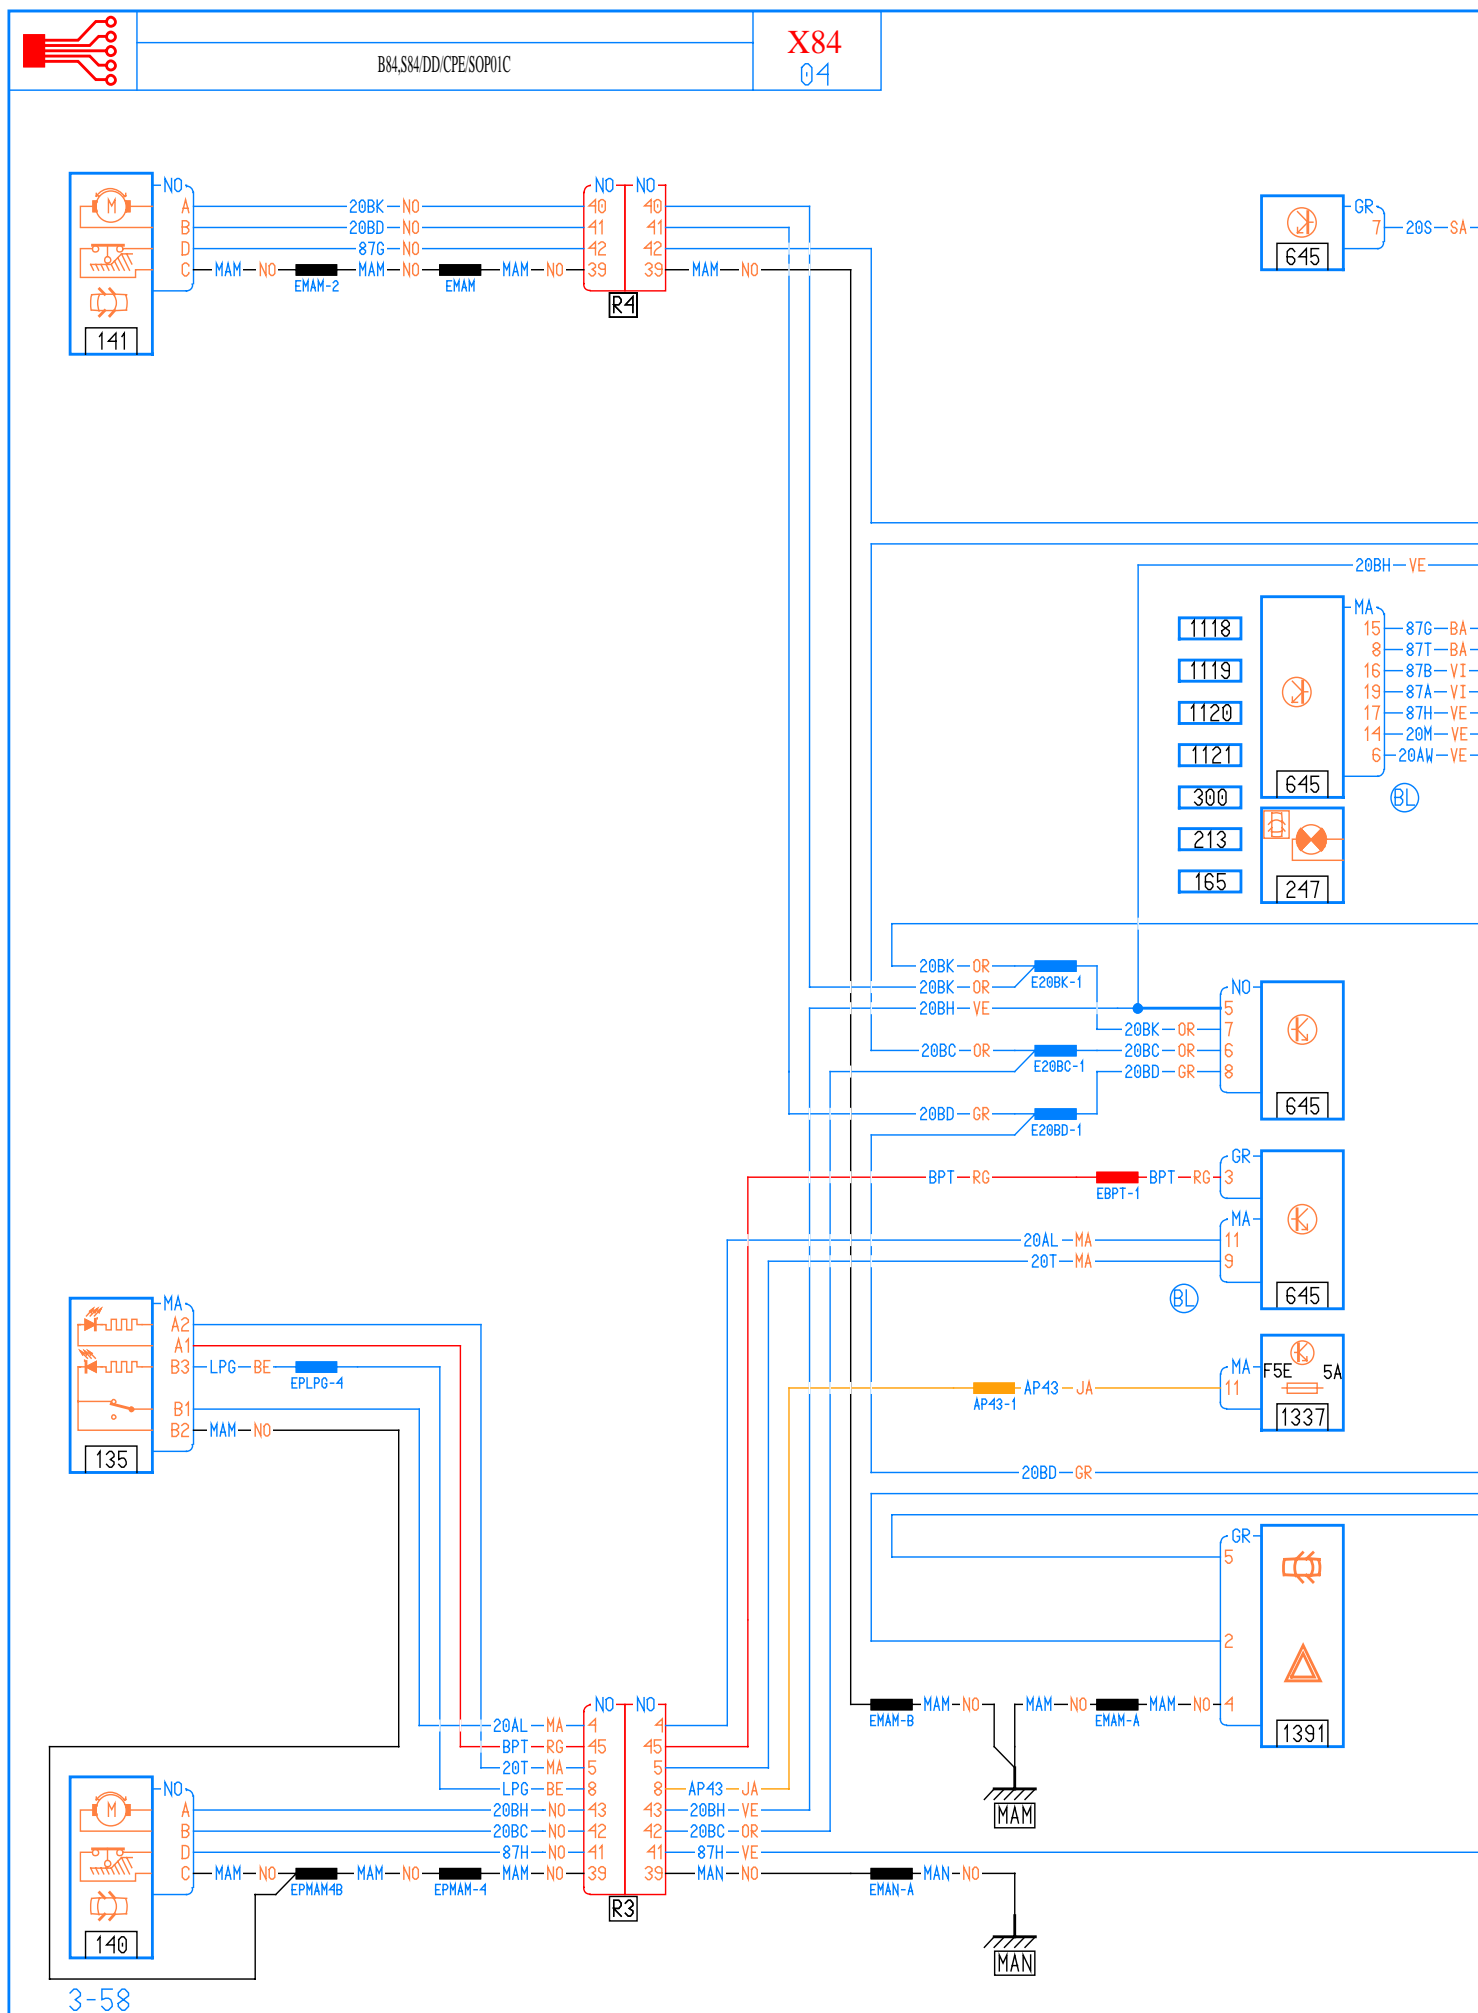 B84,S84/DD/CPE/SOP01C
X84
04
NO
A 20BK NO 40
B 20BD NO 41
D 87G NO 42
C MAM NO EMAM-2 MAM NO EMAM MAM NO 39
141
NO NO
40
41
42
39 MAM NO
R4
GR
7 20S SA
645
20BH VE
1118
1119
1120
1121
300
213
165
MA
15 87G BA
8 87T BA
16 87B VI
19 87A VI
17 87H VE
14 20M VE
6 20AW VE
645
BL
247
20BK OR E20BK-1
20BK OR
20BH VE
20BC OR E20BC-1
20BD GR E20BD-1
NO
5
20BK OR 7
20BC OR 6
20BD GR 8
645
BPT RG EBPT-1 BPT RG
GR
3
MA
20AL MA 11
20T MA 9
645
BL
MA
A2
A1
B3 LPG BE EPLPG-4
B1
B2 MAM NO
135
AP43-1 AP43 JA
MA
11
F5E 5A
1337
20BD GR
GR
5
2
4
1391
EMAM-B MAM NO
MAM NO EMAM-A MAM NO
MAM
NO NO
20AL MA 4 4
BPT RG 45 45
20T MA 5 5
LPG BE 8 8 AP43 JA
20BH NO 43 43 20BH VE
20BC NO 42 42 20BC OR
87H NO 41 41 87H VE
MAM NO EPMAM4B MAM NO EPMAM-4 MAM NO 39 39 MAN NO EMAN-A MAN NO
NO
A
B
D
C
140
R3
MAN
3-58